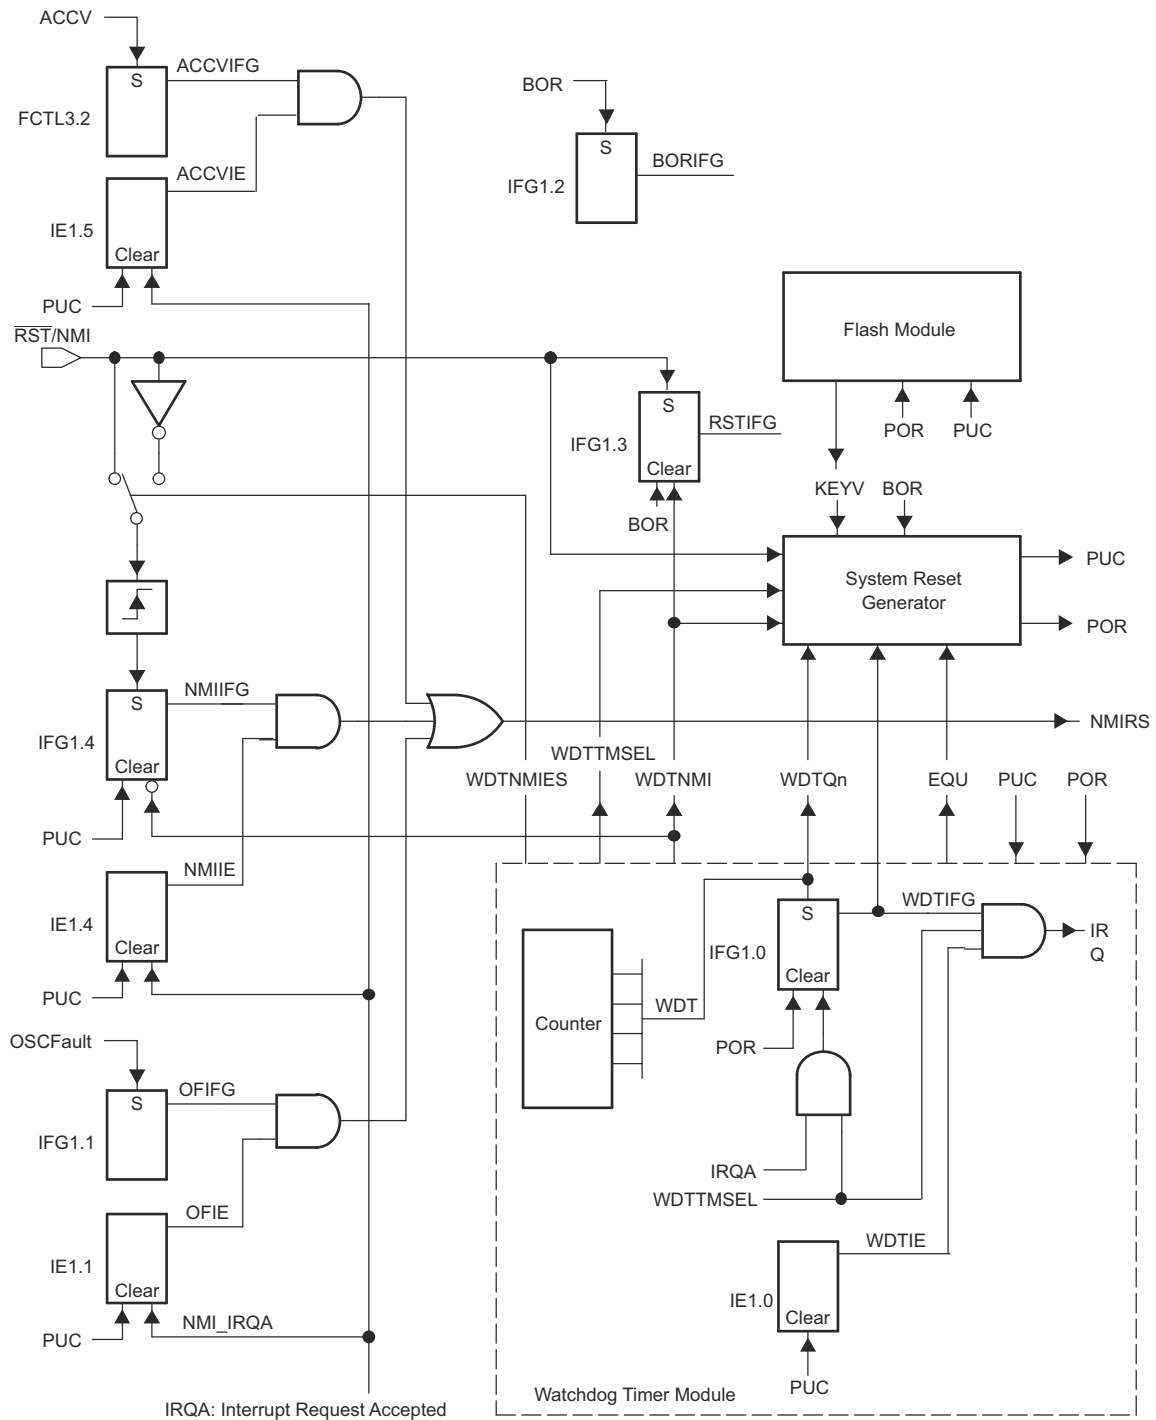 ACCV
S
ACCVIFG
FCTL3.2
ACCVIE
IE1.5
Clear
PUC
BOR
S
BORIFG
IFG1.2
RST/NMI
Flash Module
S
RSTIFG
IFG1.3
Clear
BOR
POR
PUC
KEYV
BOR
System Reset
Generator
PUC
POR
S
NMIIFG
IFG1.4
Clear
PUC
NMIRS
WDTTMSEL
WDTNMIES
WDTNMI
WDTQn
EQU
PUC
POR
NMIIE
IE1.4
Clear
PUC
OSCFault
S
OFIFG
IFG1.1
OFIE
IE1.1
Clear
PUC
NMI_IRQA
IRQA: Interrupt Request Accepted
S
WDTIFG
IR
Q
IFG1.0
Clear
Counter
WDT
POR
IRQA
WDTTMSEL
WDTIE
IE1.0
Clear
PUC
Watchdog Timer Module